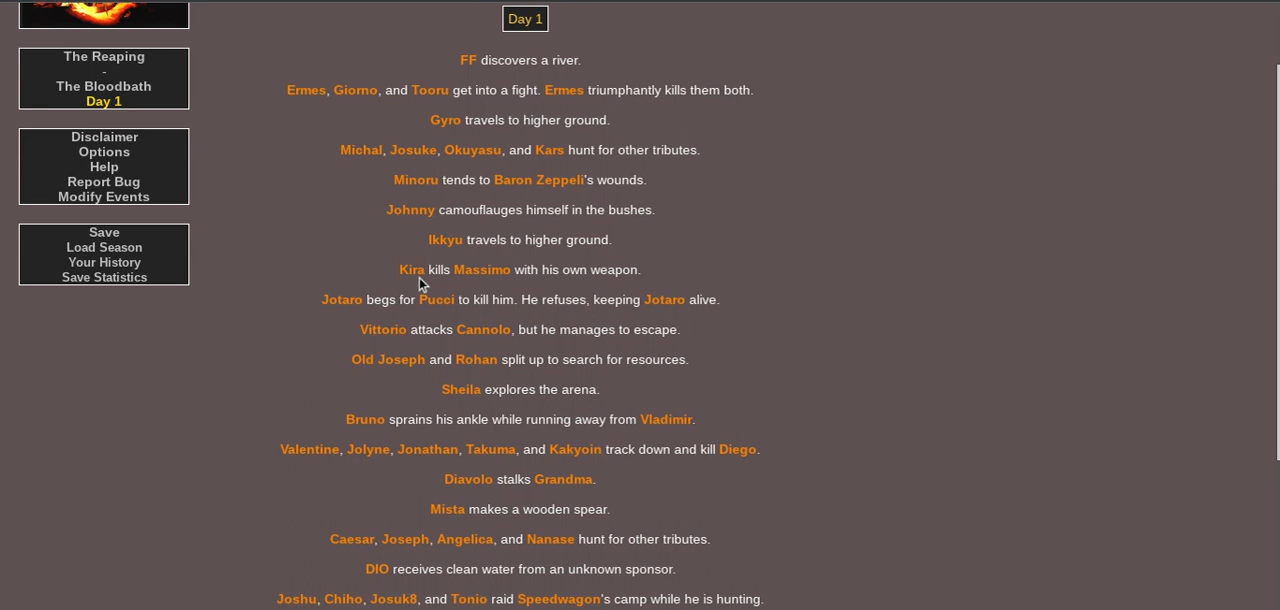 The Reaping
-
The Bloodbath
Day 1
Disclaimer
Options
Help
Report Bug
Modify Events
Save
Load Season
Your History
Save Statistics
Day 1
FF discovers a river.
Ermes, Giorno, and Tooru get into a fight. Ermes triumphantly kills them both.
Gyro travels to higher ground.
Michal, Josuke, Okuyasu, and Kars hunt for other tributes.
Minoru tends to Baron Zeppeli's wounds.
Johnny camouflauges himself in the bushes.
Ikkyu travels to higher ground.
Kira kills Massimo with his own weapon.
Jotaro begs for Pucci to kill him. He refuses, keeping Jotaro alive.
Vittorio attacks Cannolo, but he manages to escape.
Old Joseph and Rohan split up to search for resources.
Sheila explores the arena.
Bruno sprains his ankle while running away from Vladimir.
Valentine, Jolyne, Jonathan, Takuma, and Kakyoin track down and kill Diego.
Diavolo stalks Grandma.
Mista makes a wooden spear.
Caesar, Joseph, Angelica, and Nanase hunt for other tributes.
DIO receives clean water from an unknown sponsor.
Joshu, Chiho, Josuk8, and Tonio raid Speedwagon's camp while he is hunting.